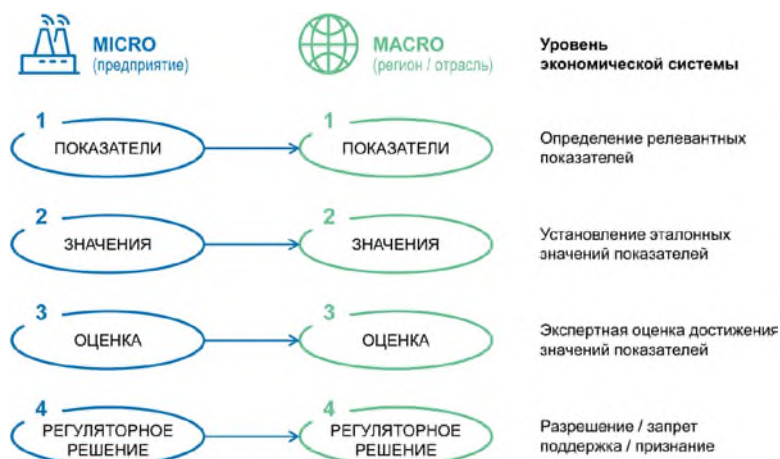 MICRO
(предприятие)
MACRO
(регион / отрасль)
Уровень
экономической системы
1
ПОКАЗАТЕЛИ
1
ПОКАЗАТЕЛИ
Определение релевантных
показателей
2
ЗНАЧЕНИЯ
2
ЗНАЧЕНИЯ
Установление эталонных
значений показателей
3
ОЦЕНКА
3
ОЦЕНКА
Экспертная оценка достижения
значений показателей
4
РЕГУЛЯТОРНОЕ
РЕШЕНИЕ
4
РЕГУЛЯТОРНОЕ
РЕШЕНИЕ
Разрешение / запрет
поддержка / признание